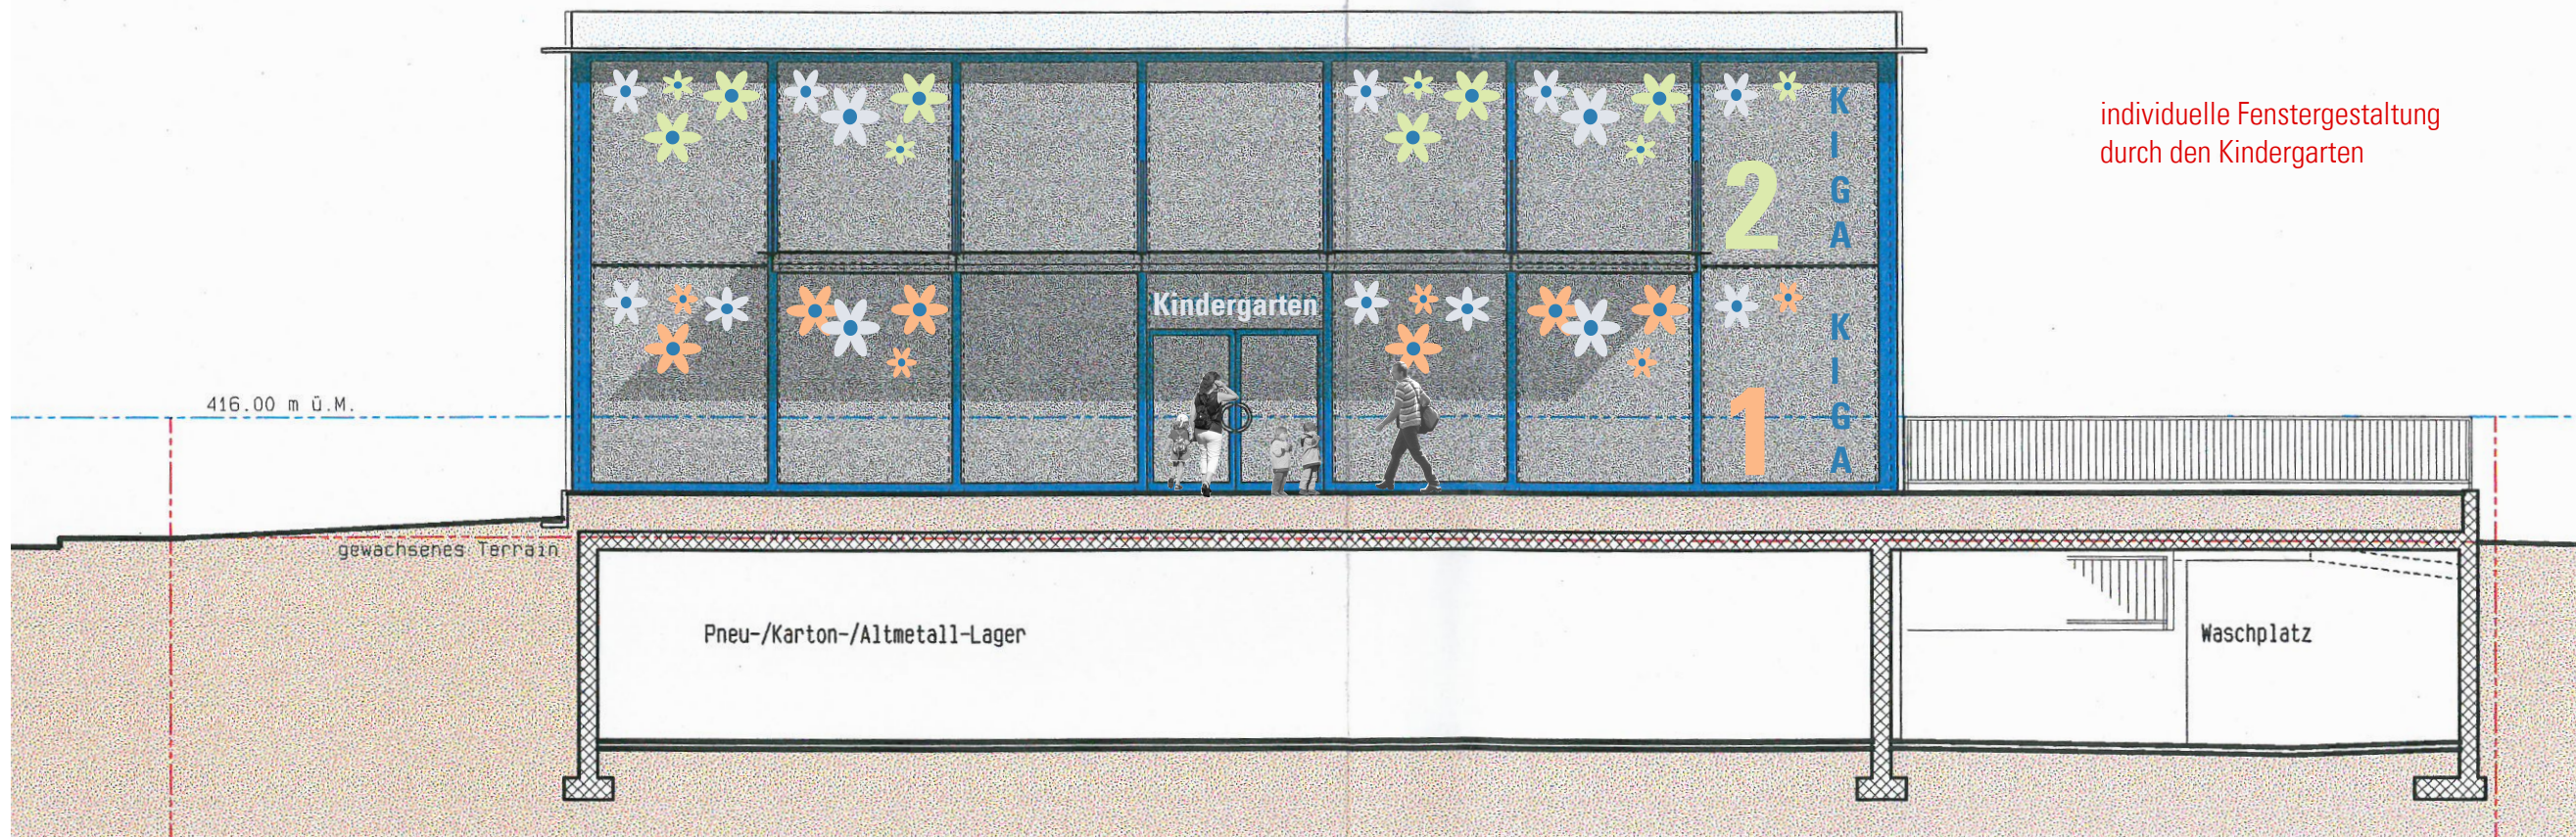 individuelle Fenstergestaltung
durch den Kindergarten
KIGA
2
Kindergarten
KIGA
1
416.00 m ü.M.
gewachsenes Terrain
Pneu-/Karton-/Altmetall-Lager
Waschplatz